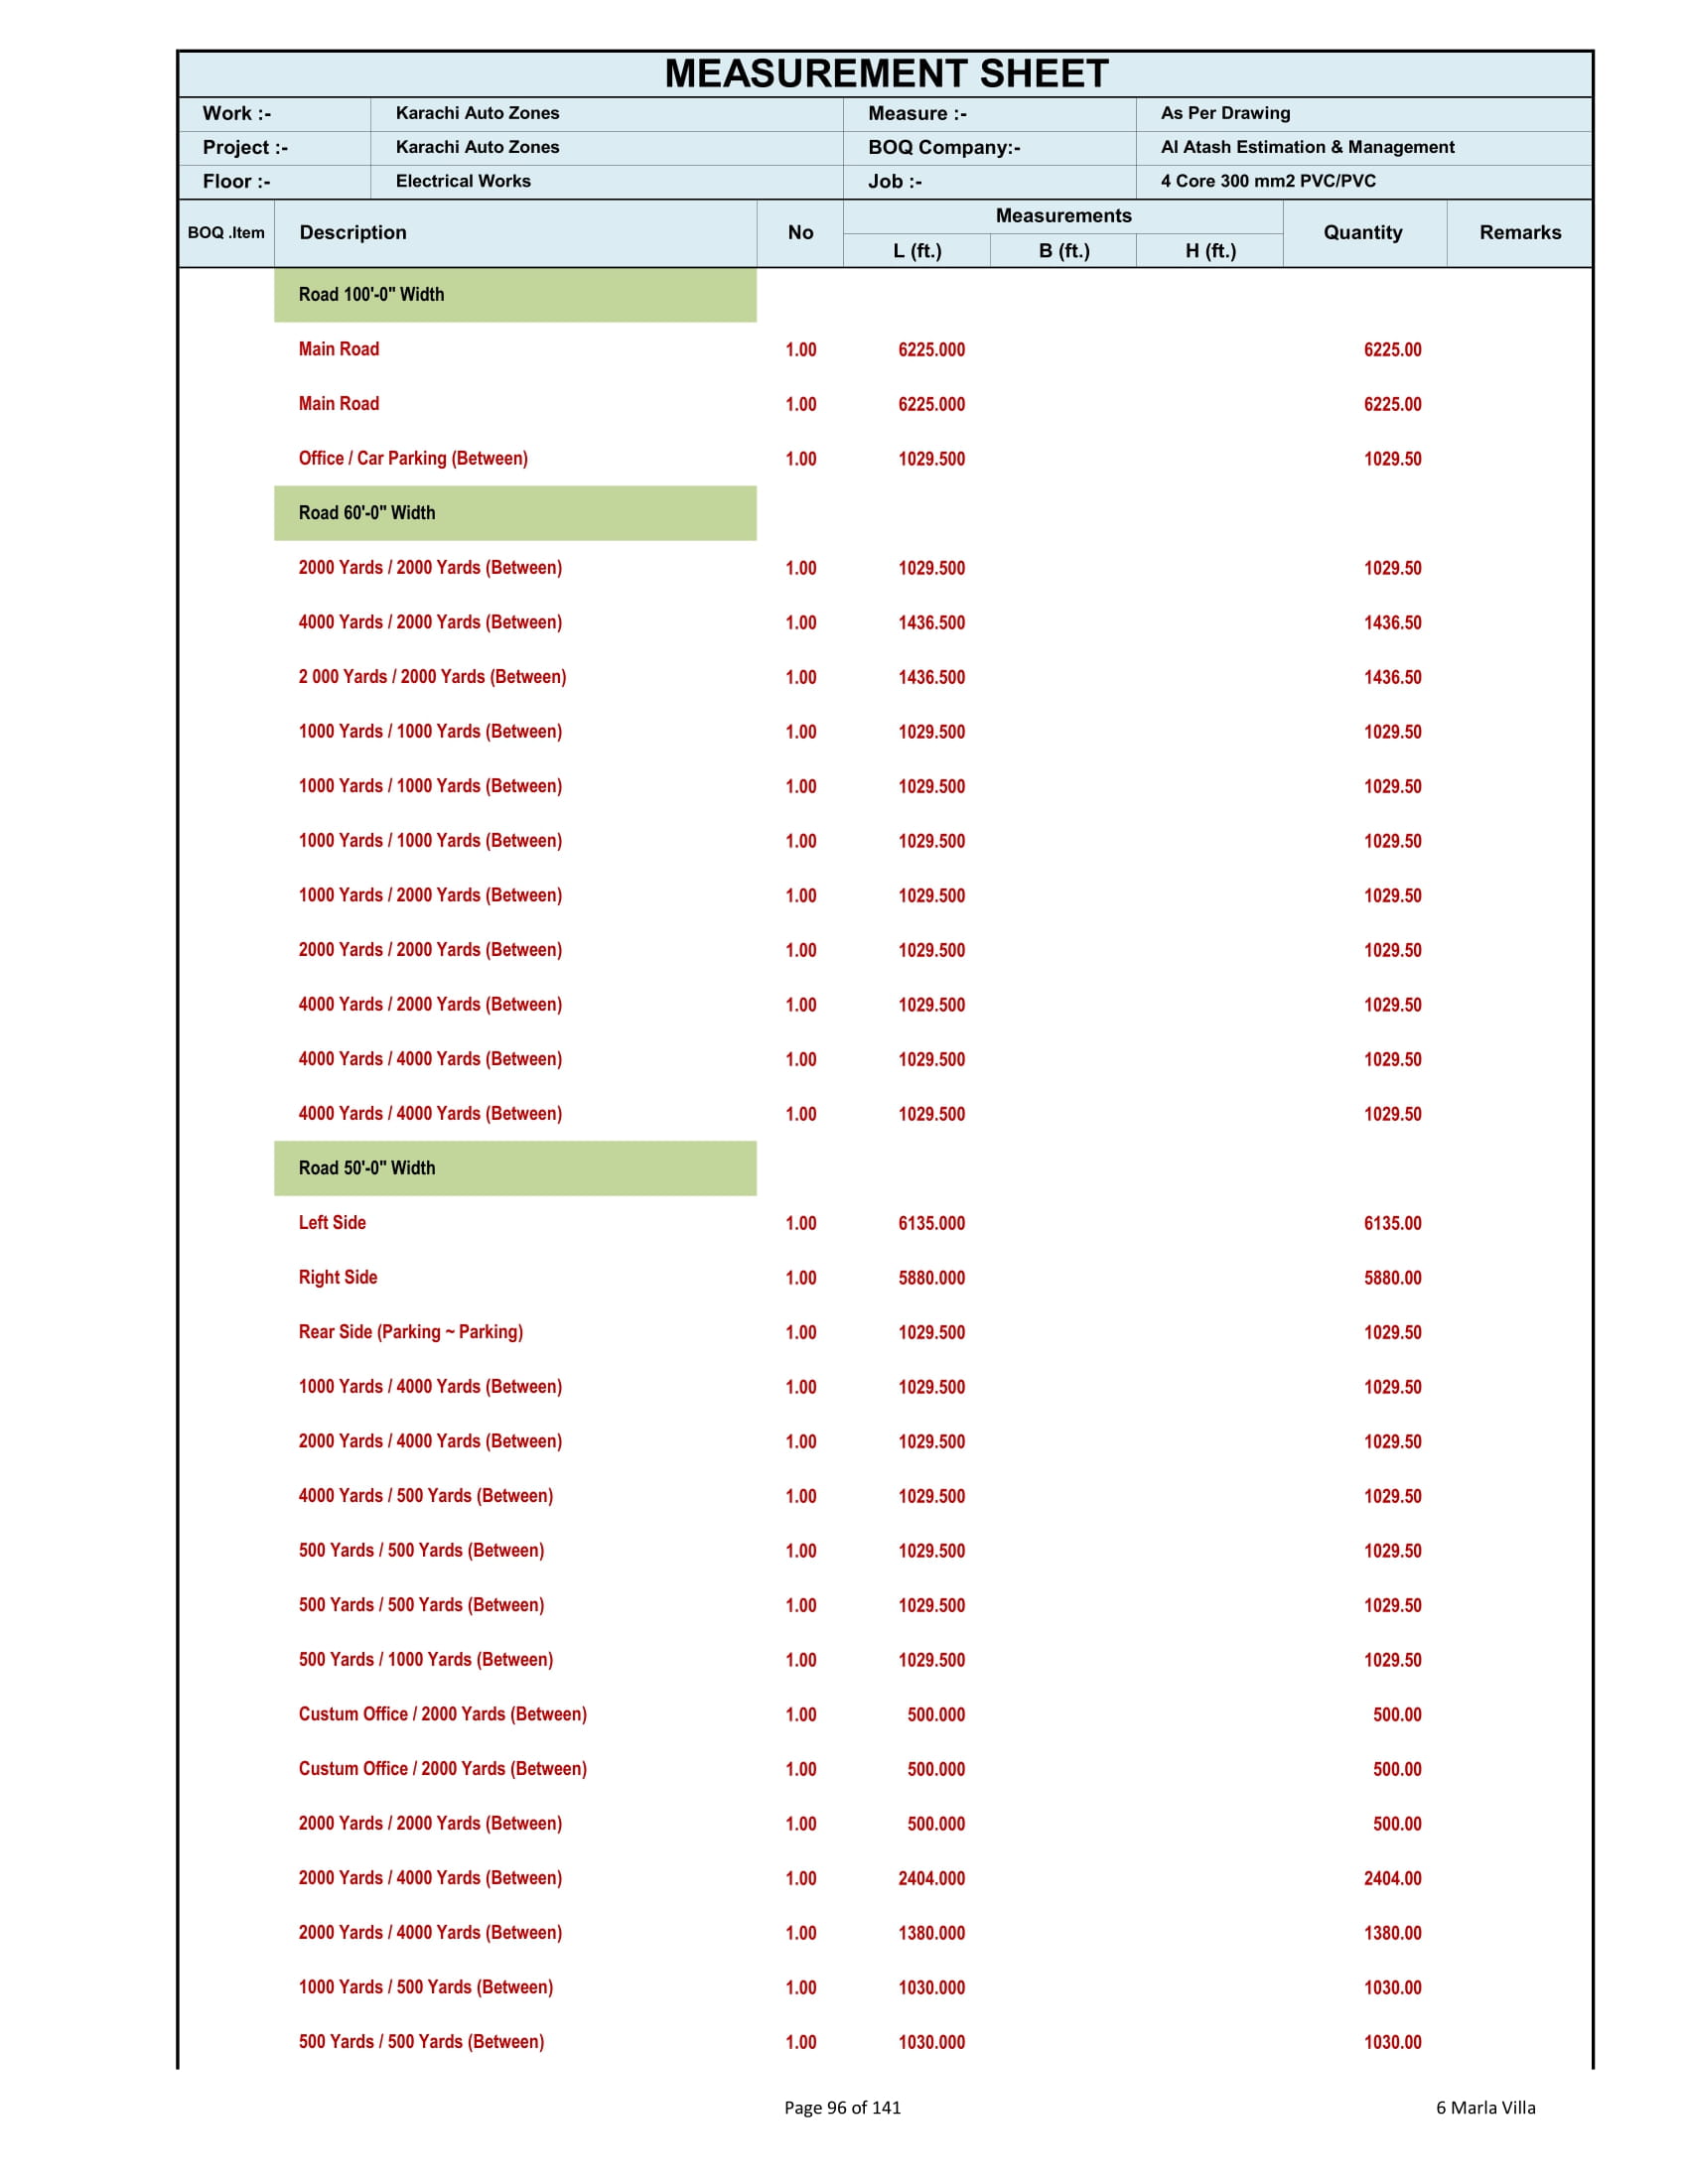 MEASUREMENT SHEET
Work :- Karachi Auto Zones Measure :- As Per Drawing
Project :- Karachi Auto Zones BOQ Company:- Al Atash Estimation & Management
Floor :- Electrical Works Job :- 4 Core 300 mm2 PVC/PVC
BOQ .Item Description No Measurements Quantity Remarks
L (ft.) B (ft.) H (ft.)
Road 100'-0" Width
Main Road 1.00 6225.000 6225.00
Main Road 1.00 6225.000 6225.00
Office / Car Parking (Between) 1.00 1029.500 1029.50
Road 60'-0" Width
2000 Yards / 2000 Yards (Between) 1.00 1029.500 1029.50
4000 Yards / 2000 Yards (Between) 1.00 1436.500 1436.50
2 000 Yards / 2000 Yards (Between) 1.00 1436.500 1436.50
1000 Yards / 1000 Yards (Between) 1.00 1029.500 1029.50
1000 Yards / 1000 Yards (Between) 1.00 1029.500 1029.50
1000 Yards / 1000 Yards (Between) 1.00 1029.500 1029.50
1000 Yards / 2000 Yards (Between) 1.00 1029.500 1029.50
2000 Yards / 2000 Yards (Between) 1.00 1029.500 1029.50
4000 Yards / 2000 Yards (Between) 1.00 1029.500 1029.50
4000 Yards / 4000 Yards (Between) 1.00 1029.500 1029.50
4000 Yards / 4000 Yards (Between) 1.00 1029.500 1029.50
Road 50'-0" Width
Left Side 1.00 6135.000 6135.00
Right Side 1.00 5880.000 5880.00
Rear Side (Parking ~ Parking) 1.00 1029.500 1029.50
1000 Yards / 4000 Yards (Between) 1.00 1029.500 1029.50
2000 Yards / 4000 Yards (Between) 1.00 1029.500 1029.50
4000 Yards / 500 Yards (Between) 1.00 1029.500 1029.50
500 Yards / 500 Yards (Between) 1.00 1029.500 1029.50
500 Yards / 500 Yards (Between) 1.00 1029.500 1029.50
500 Yards / 1000 Yards (Between) 1.00 1029.500 1029.50
Custum Office / 2000 Yards (Between) 1.00 500.000 500.00
Custum Office / 2000 Yards (Between) 1.00 500.000 500.00
2000 Yards / 2000 Yards (Between) 1.00 500.000 500.00
2000 Yards / 4000 Yards (Between) 1.00 2404.000 2404.00
2000 Yards / 4000 Yards (Between) 1.00 1380.000 1380.00
1000 Yards / 500 Yards (Between) 1.00 1030.000 1030.00
500 Yards / 500 Yards (Between) 1.00 1030.000 1030.00
Page 96 of 141 6 Marla Villa